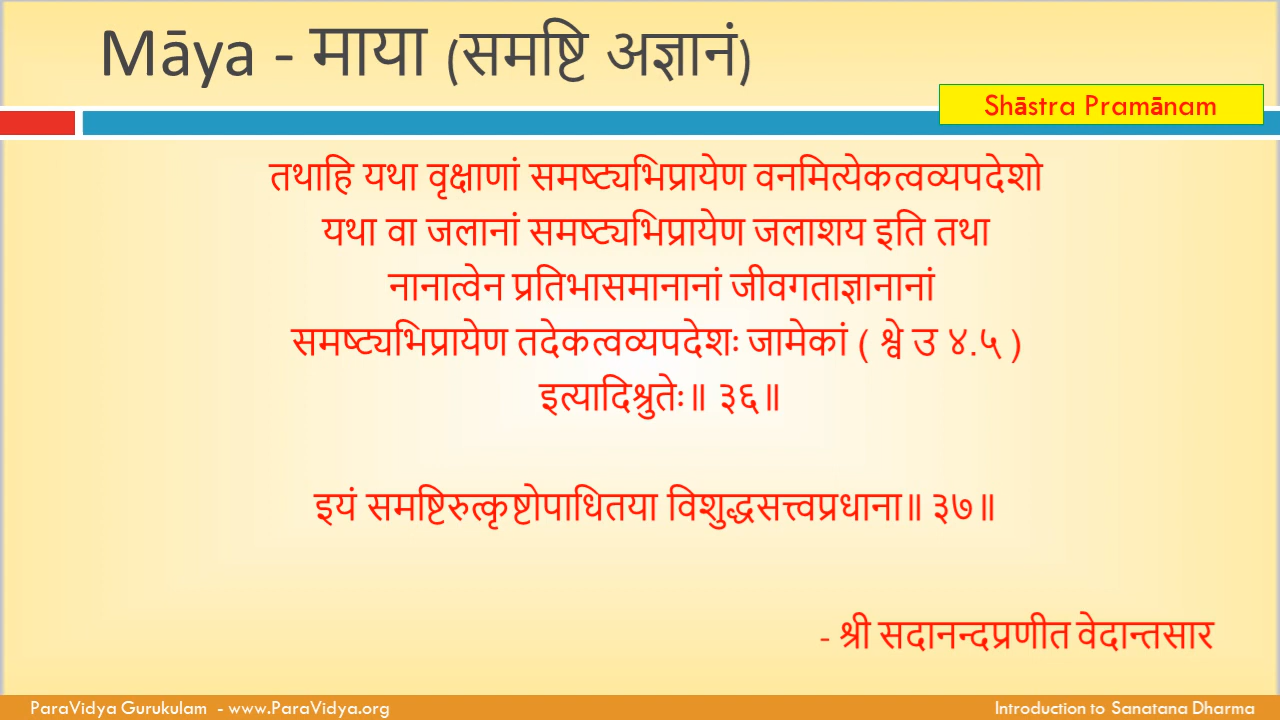 Māya - माया (समष्टि अज्ञानं)
Shāstra Pramānam
तथाहि यथा वृक्षाणां समष्ट्यभिप्रायेण वनमित्येकत्वव्यपदेशो
यथा वा जलानां समष्ट्यभिप्रायेण जलाशय इति तथा
नानात्वेन प्रतिभासमानानां जीवगताज्ञानानां
समष्ट्यभिप्रायेण तदेकत्वव्यपदेशः जामेकां ( श्वे उ ४.५ )
इत्यादिश्रुतेः॥ ३६॥
इयं समष्टिरुत्कृष्टोपाधितया विशुद्धसत्त्वप्रधाना॥ ३७॥
- श्री सदानन्दप्रणीत वेदान्तसार
ParaVidya Gurukulam - www.ParaVidya.org
Introduction to Sanatana Dharma